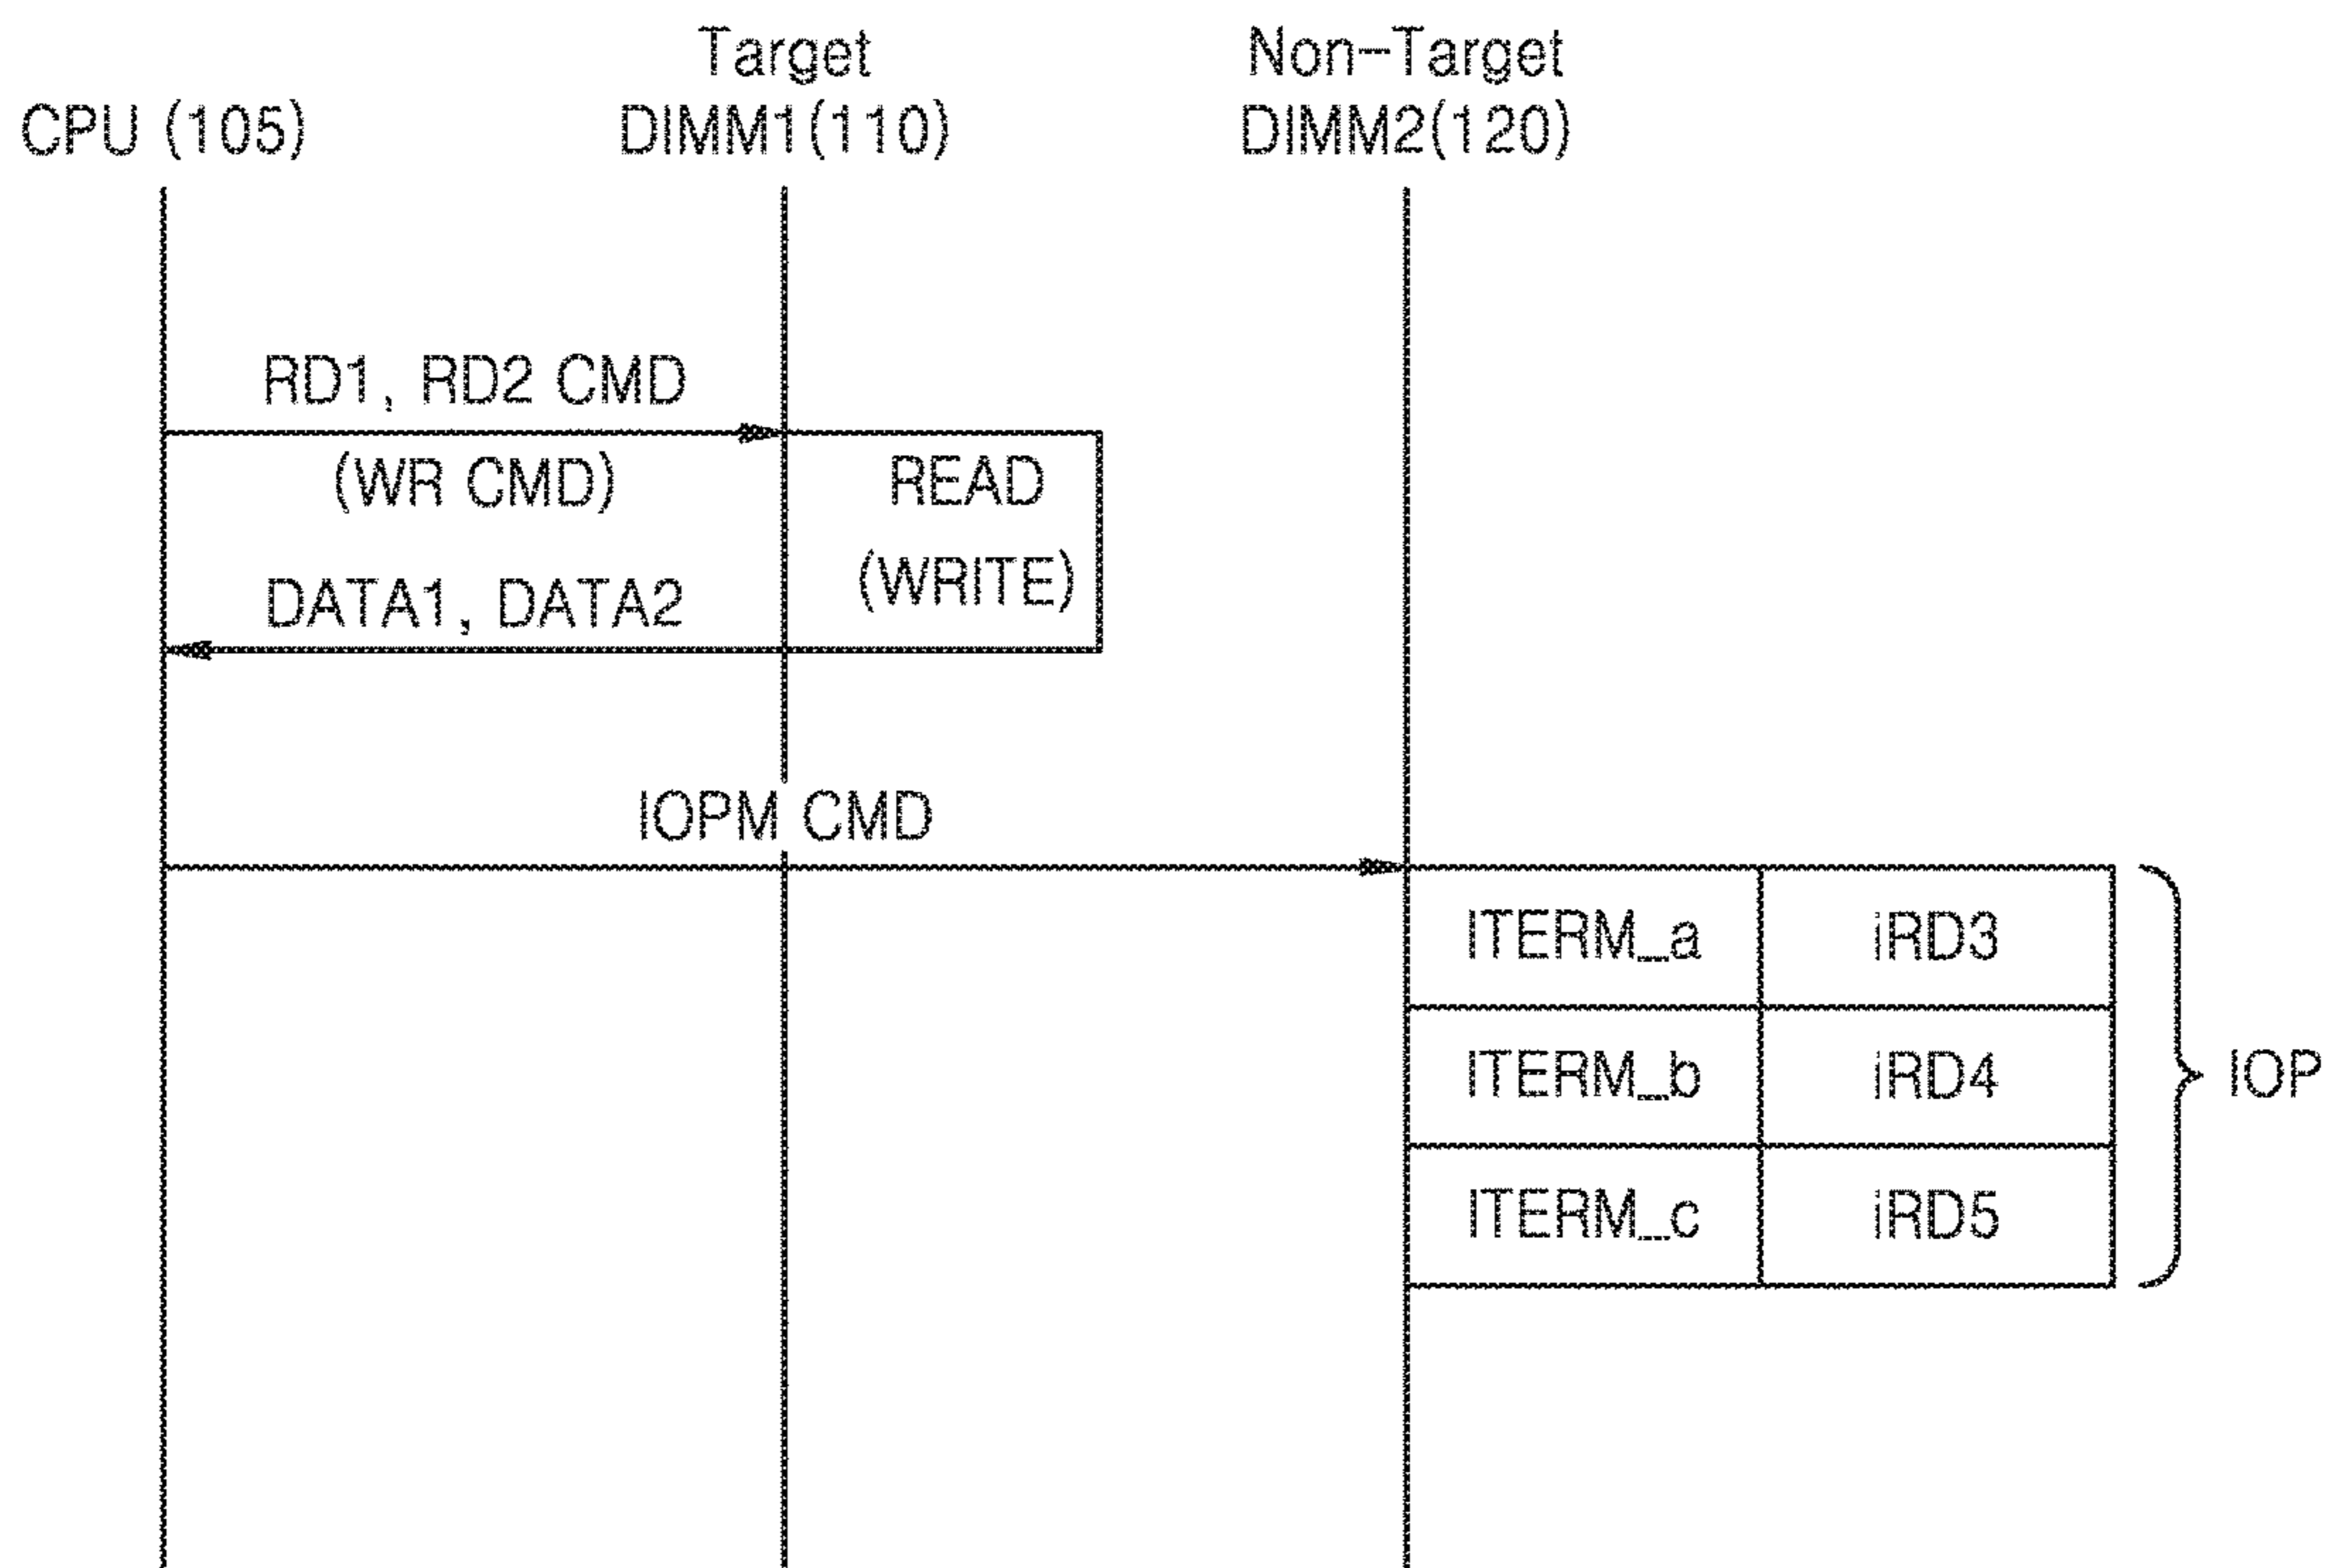 Target
Non-Target
CPU (105)
DIMM1(110)
DIMM2(120)
RD1, RD2 CMD
(WR CMD)
READ
(WRITE)
DATA1, DATA2
IOPM CMD
ITERM_a
iRD3
ITERM_b
iRD4
IOP
ITERM_c
iRD5